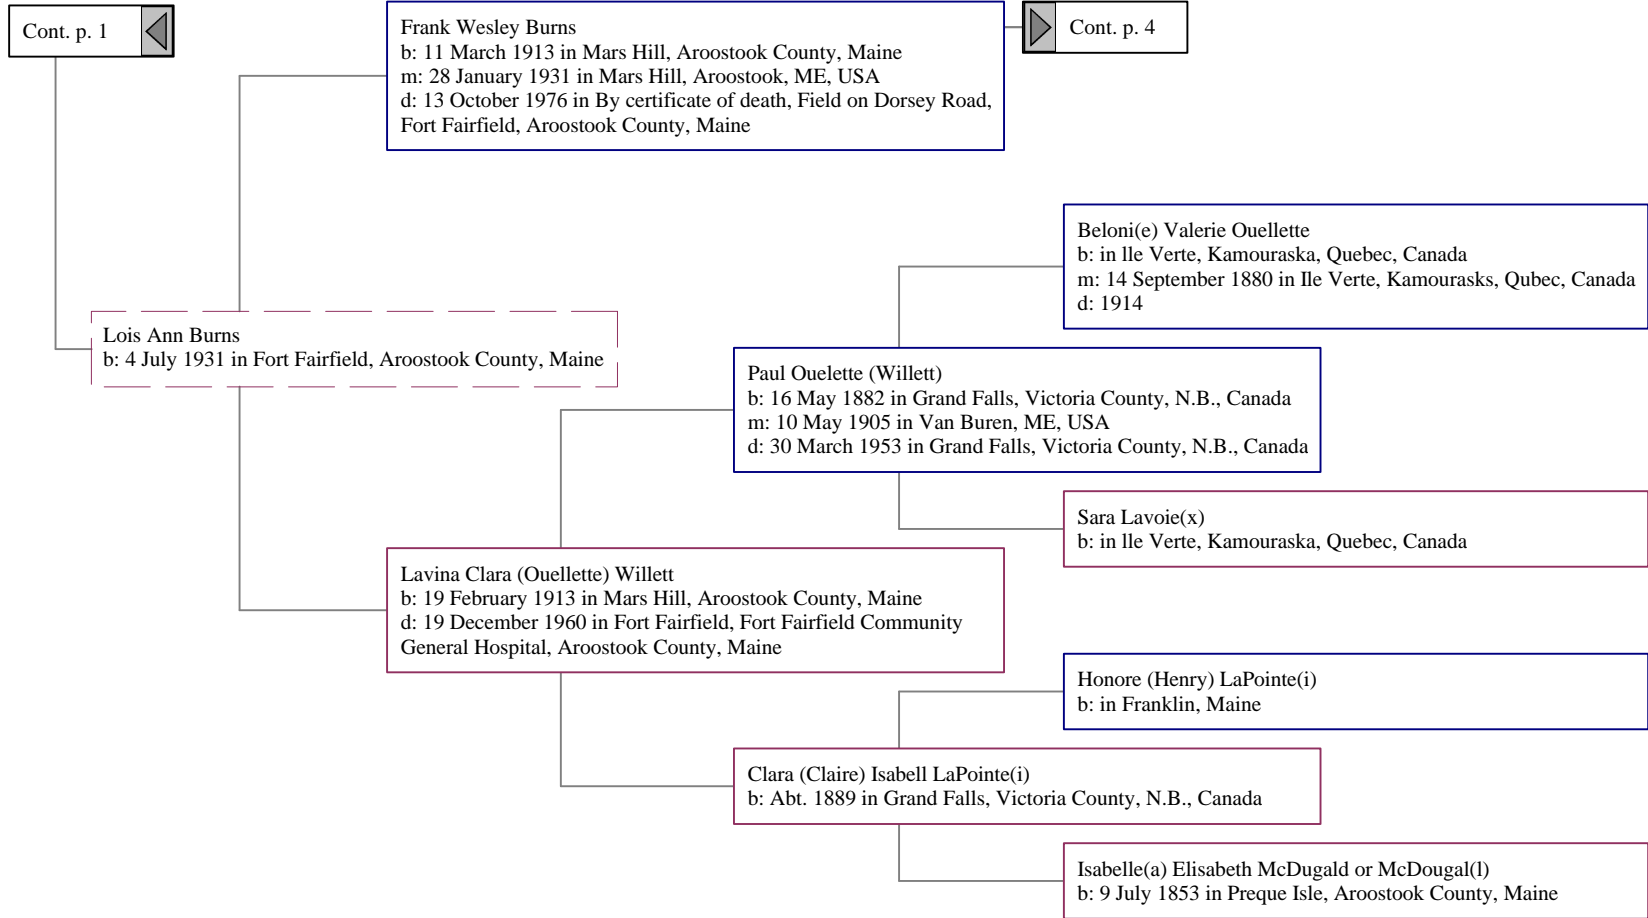 Cont. p. 1
Frank Wesley Burns
b: 11 March 1913 in Mars Hill, Aroostook County, Maine
m: 28 January 1931 in Mars Hill, Aroostook, ME, USA
d: 13 October 1976 in By certificate of death, Field on Dorsey Road,
Fort Fairfield, Aroostook County, Maine
Cont. p. 4
Beloni(e) Valerie Ouellette
b: in lle Verte, Kamouraska, Quebec, Canada
m: 14 September 1880 in Ile Verte, Kamourasks, Qubec, Canada
d: 1914
Lois Ann Burns
b: 4 July 1931 in Fort Fairfield, Aroostook County, Maine
Paul Ouelette (Willett)
b: 16 May 1882 in Grand Falls, Victoria County, N.B., Canada
m: 10 May 1905 in Van Buren, ME, USA
d: 30 March 1953 in Grand Falls, Victoria County, N.B., Canada
Sara Lavoie(x)
b: in lle Verte, Kamouraska, Quebec, Canada
Lavina Clara (Ouellette) Willett
b: 19 February 1913 in Mars Hill, Aroostook County, Maine
d: 19 December 1960 in Fort Fairfield, Fort Fairfield Community
General Hospital, Aroostook County, Maine
Honore (Henry) LaPointe(i)
b: in Franklin, Maine
Clara (Claire) Isabell LaPointe(i)
b: Abt. 1889 in Grand Falls, Victoria County, N.B., Canada
Isabelle(a) Elisabeth McDugald or McDougal(l)
b: 9 July 1853 in Preque Isle, Aroostook County, Maine